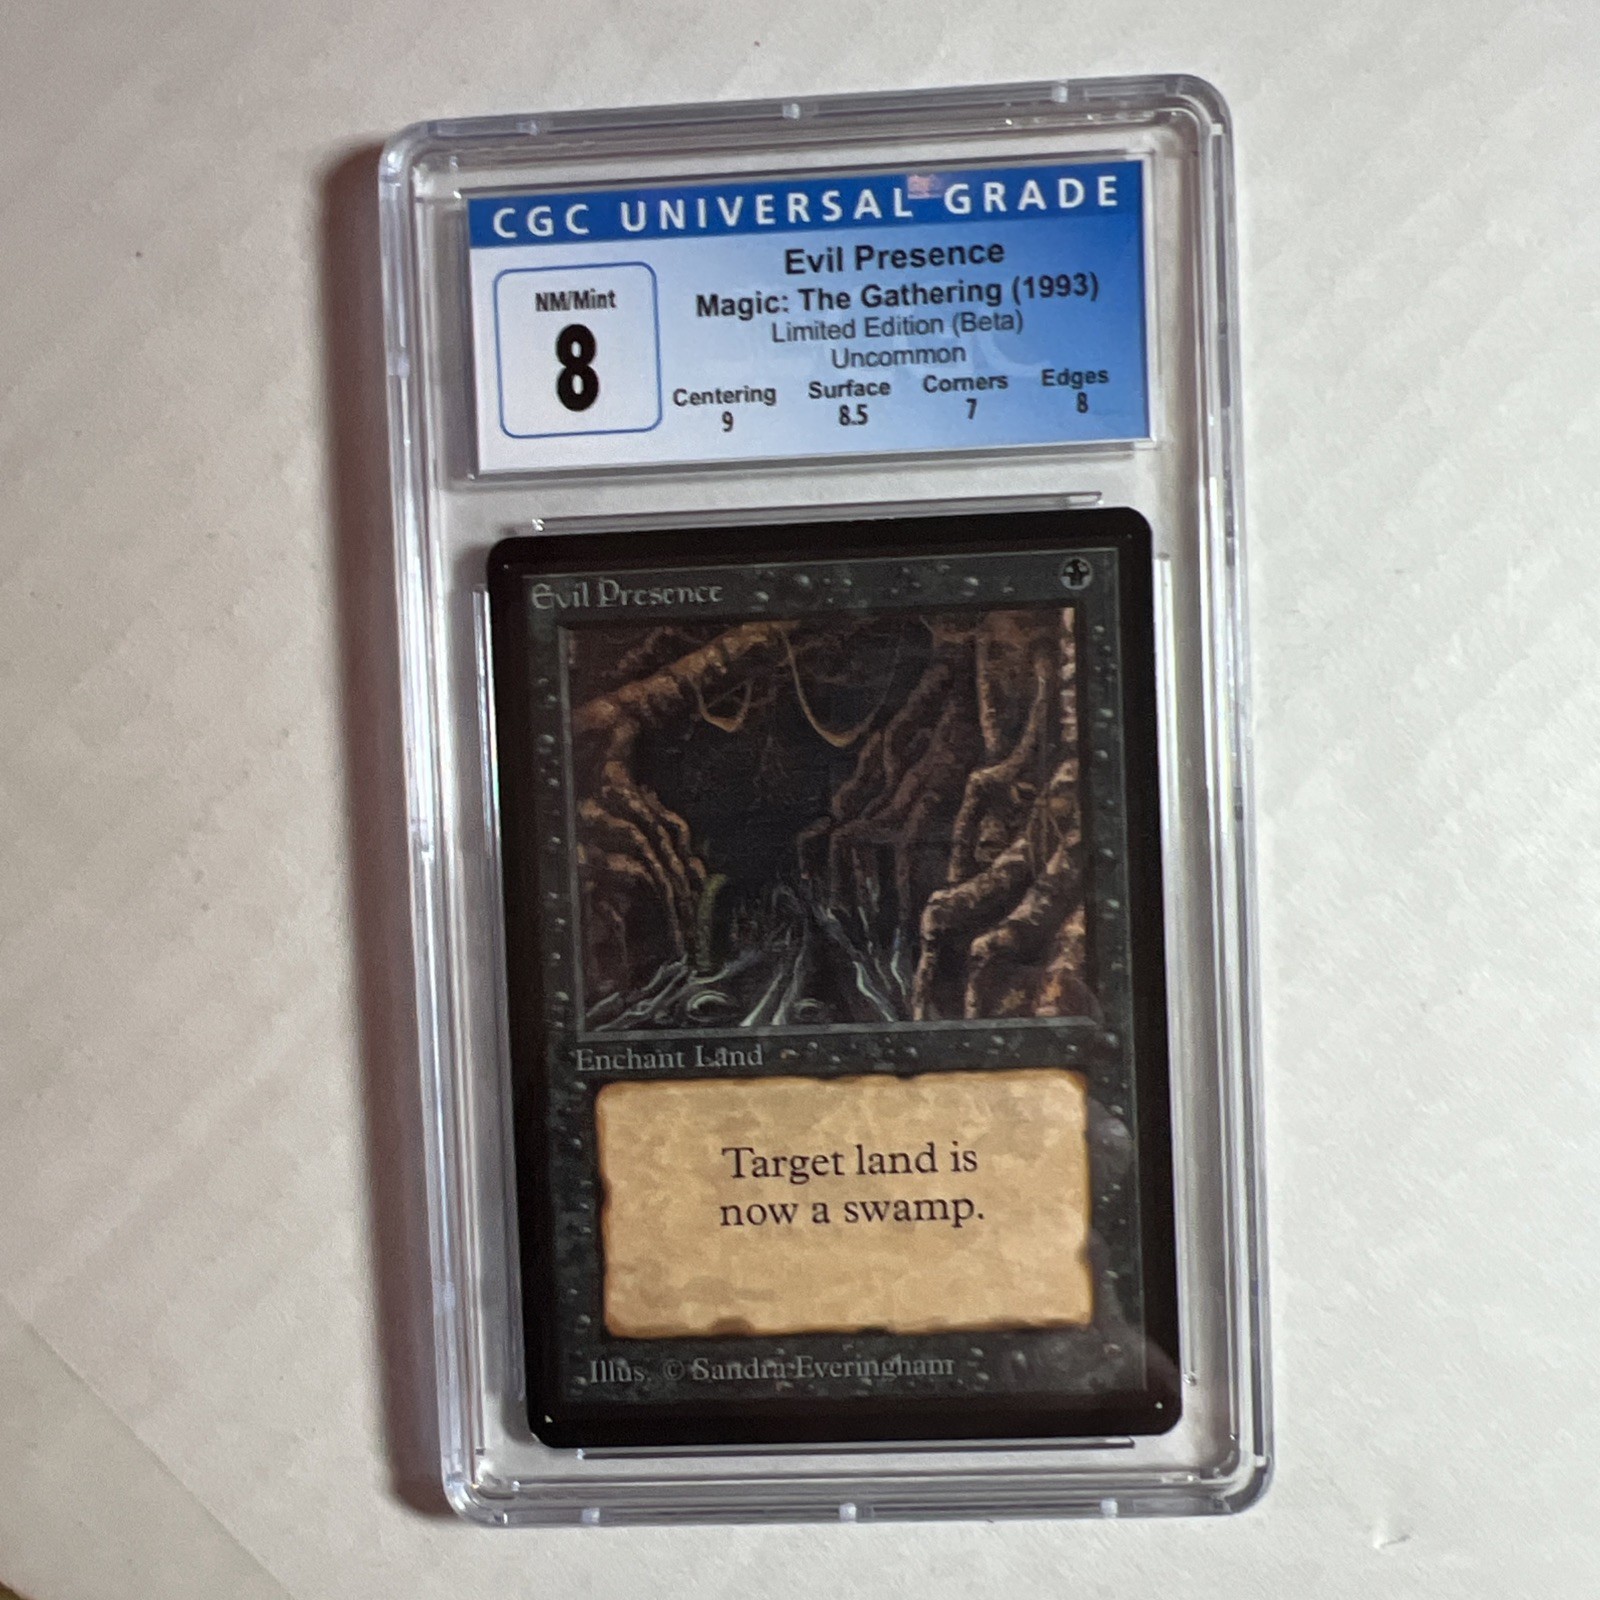 CGC UNIVERSAL GRADE
Evil Presence
NM/Mint
8
Magic: The Gathering (1993)
Limited Edition (Beta)
Uncommon
Centering Surface Corners Edges
9 8.5 7 8
Evil Presence
Enchant Land
Target land is
now a swamp.
Illus. © Sandra Everingham